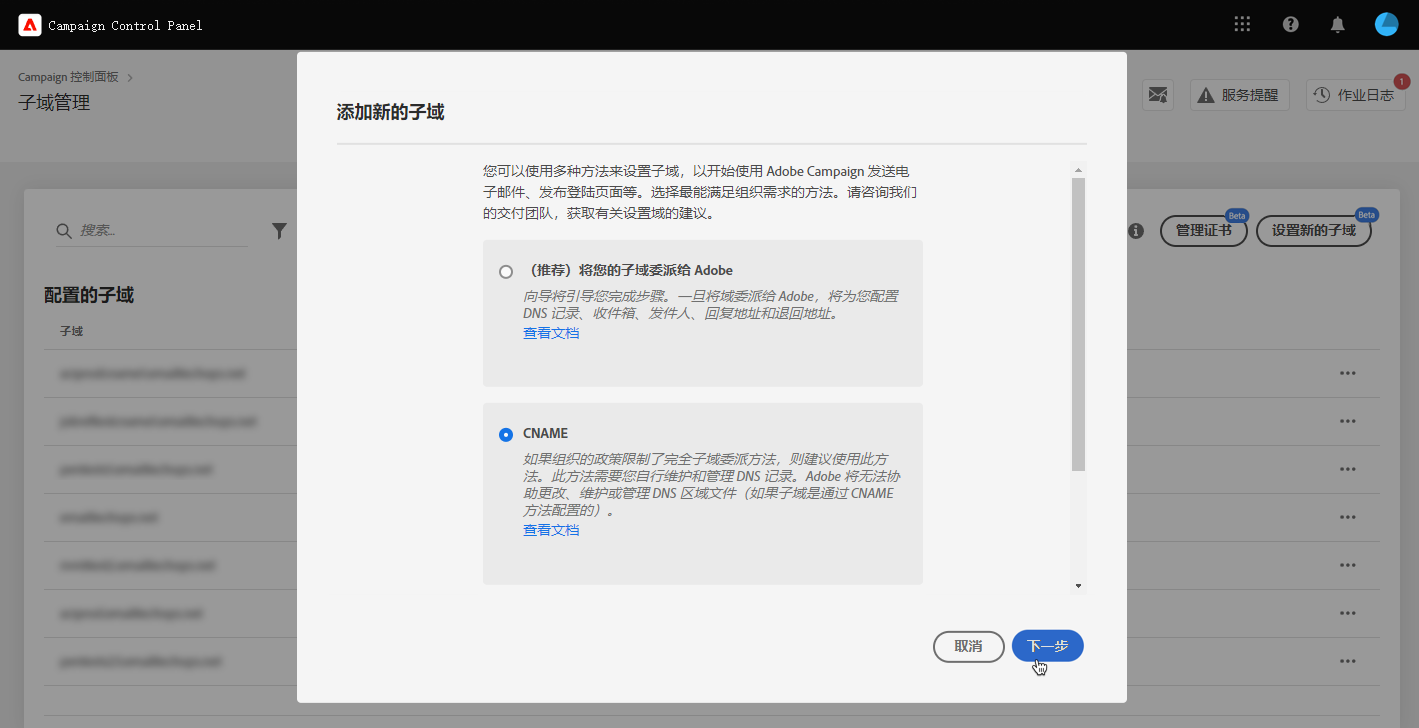 Campaign Control Panel
Campaign 控制面板
子域管理
服务提醒
作业日志
1
搜索...
管理证书
Beta
设置新的子域
Beta
配置的子域
子域
添加新的子域
您可以使用多种方法来设置子域，以开始使用 Adobe Campaign 发送电
子邮件、发布登陆页面等。选择最能满足组织需求的方法。请咨询我们
的交付团队，获取有关设置域的建议。
（推荐）将您的子域委派给 Adobe
向导将引导您完成步骤。一旦将域委派给 Adobe，将为您配置
DNS 记录、收件箱、发件人、回复地址和退回地址。
查看文档
CNAME
如果组织的政策限制了完全子域委派方法，则建议使用此方
法。此方法需要您自行维护和管理 DNS 记录。Adobe 将无法协
助更改、维护或管理 DNS 区域文件（如果子域是通过 CNAME
方法配置的）。
查看文档
取消
下一步